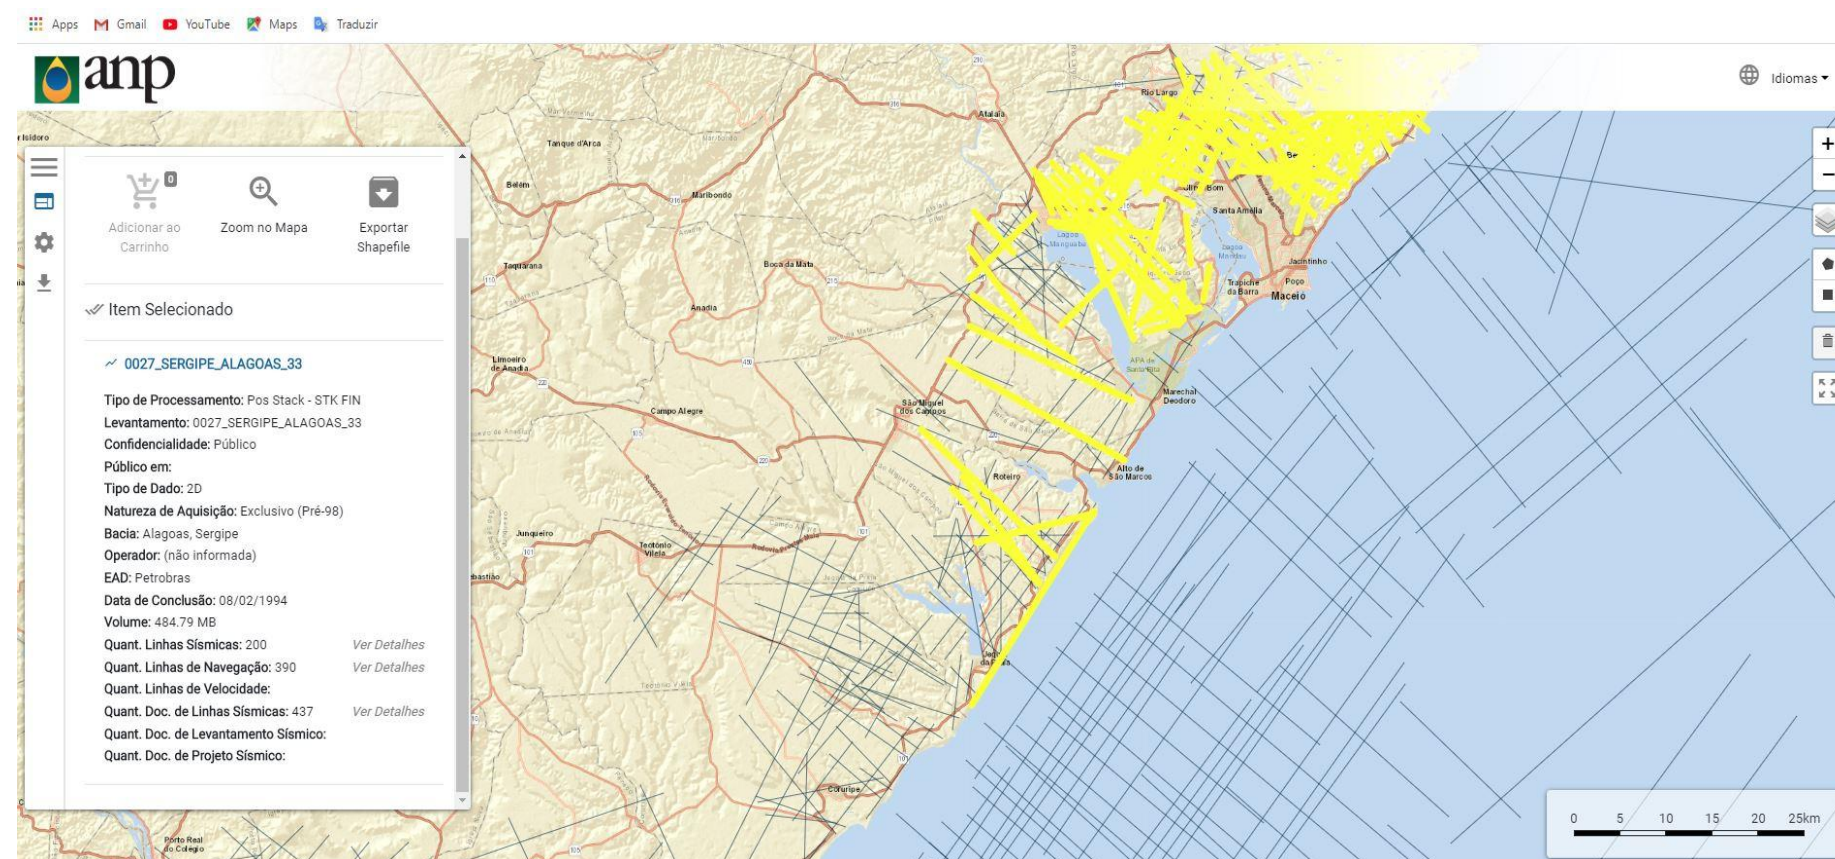 Apps Gmail YouTube Maps Traduzir
anp
Idiomas
Adicionar ao Carrinho
0
Zoom no Mapa
Exportar Shapefile
Item Selecionado
0027_SERGIPE_ALAGOAS_33
Tipo de Processamento: Pos Stack - STK FIN
Levantamento: 0027_SERGIPE_ALAGOAS_33
Confidencialidade: Público
Público em:
Tipo de Dado: 2D
Natureza de Aquisição: Exclusivo (Pré-98)
Bacia: Alagoas, Sergipe
Operador: (não informada)
EAD: Petrobras
Data de Conclusão: 08/02/1994
Volume: 484.79 MB
Quant. Linhas Sísmicas: 200 Ver Detalhes
Quant. Linhas de Navegação: 390 Ver Detalhes
Quant. Linhas de Velocidade:
Quant. Doc. de Linhas Sísmicas: 437 Ver Detalhes
Quant. Doc. de Levantamento Sísmico:
Quant. Doc. de Projeto Sísmico:
Rio Largo
Atalaia
Tanque d'Arca
Belém
Maribondo
Santa Amélia
Taquarana
Boca da Mata
Lagoa Manguaba
Jacintinho
Trapiche da Barra
Poço
Maceió
Anadia
Limoeiro de Anadia
APA de Santa Rita
Marechal Deodoro
Campo Alegre
São Miguel dos Campos
Roteiro
Alto de São Marcos
Junqueiro
Teotônio Vilela
Coruripe
Porto Real do Colégio
0 5 10 15 20 25km